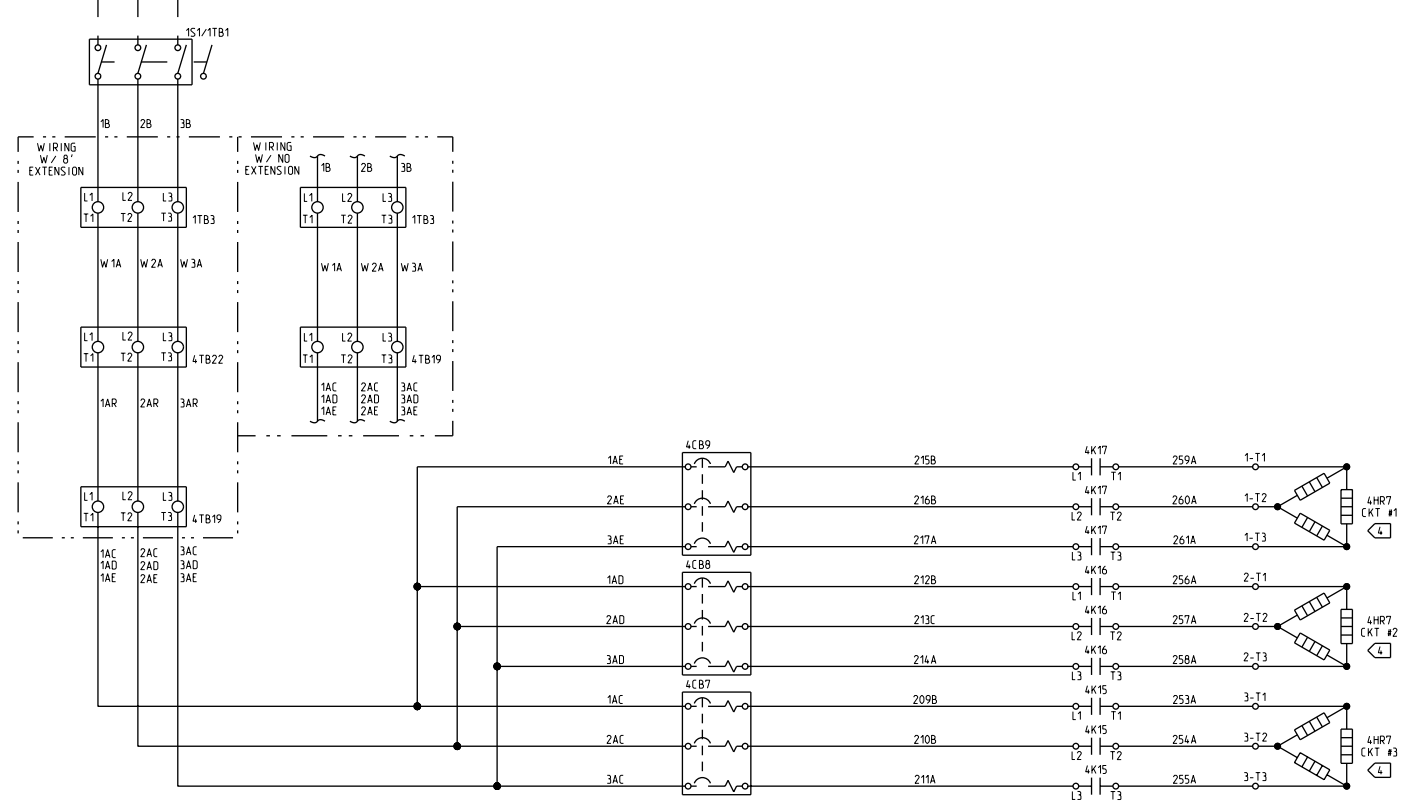 1S1/1TB1
1B 2B 3B
WIRING
W/ 8'
EXTENSION
L1 L2 L3
T1 T2 T3
1TB3
W1A W2A W3A
L1 L2 L3
T1 T2 T3
4TB22
1AR 2AR 3AR
L1 L2 L3
T1 T2 T3
4TB19
1AC 2AC 3AC
1AD 2AD 3AD
1AE 2AE 3AE
WIRING
W/ NO
EXTENSION
1B 2B 3B
L1 L2 L3
T1 T2 T3
1TB3
W1A W2A W3A
L1 L2 L3
T1 T2 T3
4TB19
1AC 2AC 3AC
1AD 2AD 3AD
1AE 2AE 3AE
4CB9
1AE 215B 4K17 259A 1-T1
L1 T1
2AE 216B 4K17 260A 1-T2
L2 T2
3AE 217A 4K17 261A 1-T3
L3 T3
4HR7
CKT #1
4
4CB8
1AD 212B 4K16 256A 2-T1
L1 T1
2AD 213C 4K16 257A 2-T2
L2 T2
3AD 214A 4K16 258A 2-T3
L3 T3
4HR7
CKT #2
4
4CB7
1AC 209B 4K15 253A 3-T1
L1 T1
2AC 210B 4K15 254A 3-T2
L2 T2
3AC 211A 4K15 255A 3-T3
L3 T3
4HR7
CKT #3
4